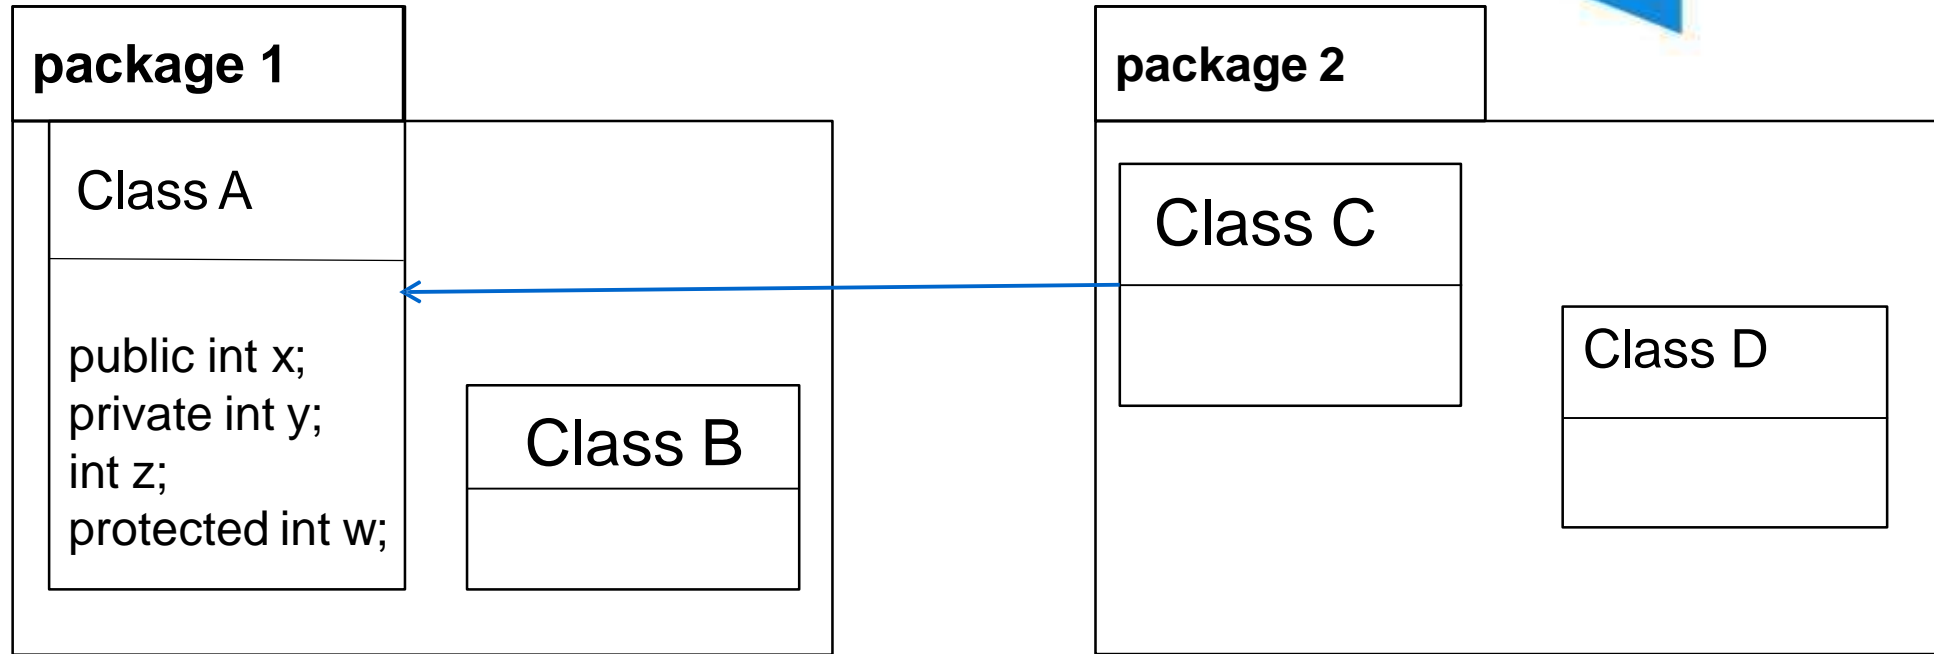 package 1
Class A
public int x;
private int y;
int z;
protected int w;
Class B
package 2
Class C
Class D